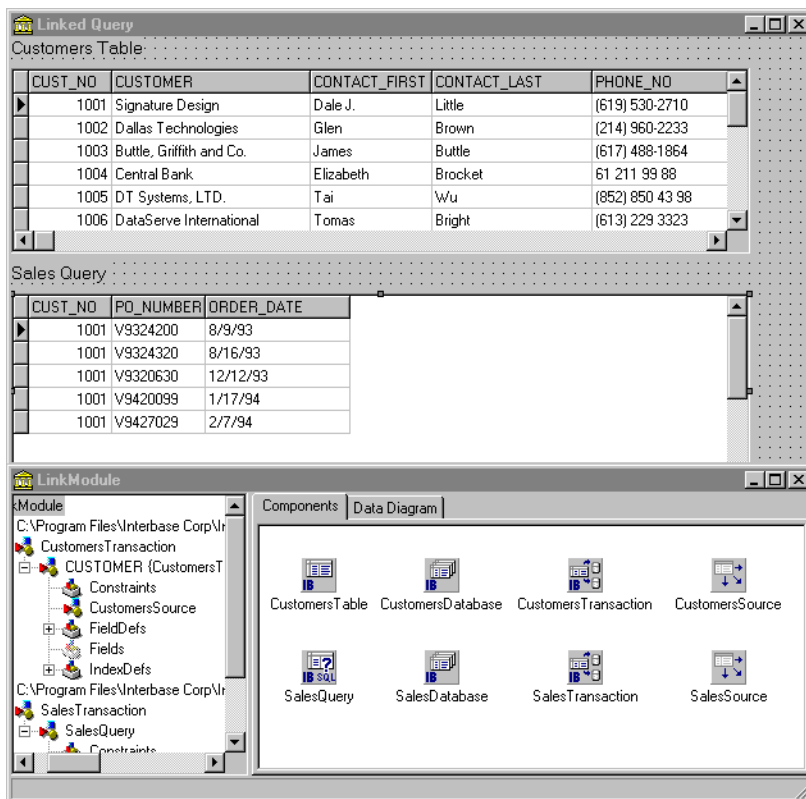 Linked Query
Customers Table
CUST_NO CUSTOMER CONTACT_FIRST CONTACT_LAST PHONE_NO
1001 Signature Design Dale J. Little (619) 530-2710
1002 Dallas Technologies Glen Brown (214) 960-2233
1003 Buttle, Griffith and Co. James Buttle (617) 488-1864
1004 Central Bank Elizabeth Brocket 61 211 99 88
1005 DT Systems, LTD. Tai Wu (852) 850 43 98
1006 DataServe International Tomas Bright (613) 229 3323
Sales Query
CUST_NO PO_NUMBER ORDER_DATE
1001 V9324200 8/9/93
1001 V9324320 8/16/93
1001 V9320630 12/12/93
1001 V9420099 1/17/94
1001 V9427029 2/7/94
LinkModule
kModule
C:\Program Files\Interbase Corp\Ir
CustomersTransaction
CUSTOMER {CustomersT
Constraints
CustomersSource
FieldDefs
Fields
IndexDefs
C:\Program Files\Interbase Corp\Ir
SalesTransaction
SalesQuery
Constraints
Components Data Diagram
IB IB IB
CustomersTable CustomersDatabase CustomersTransaction CustomersSource
IB SQL IB IB
SalesQuery SalesDatabase SalesTransaction SalesSource